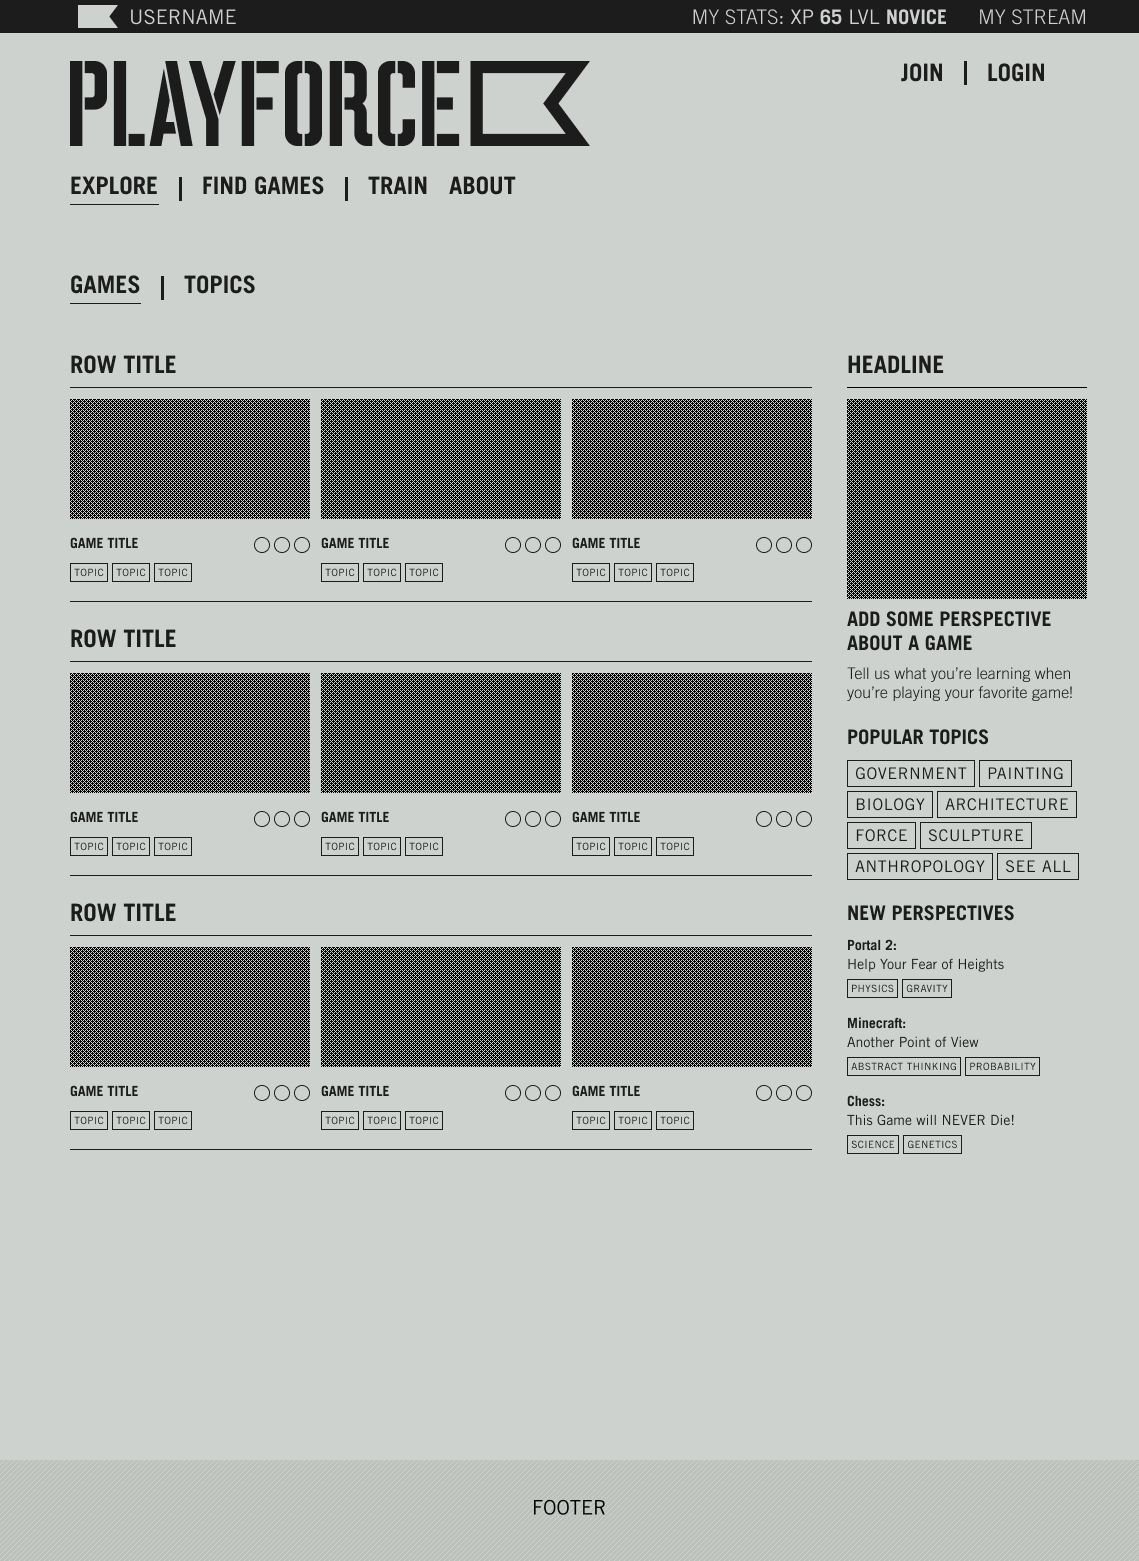 USERNAME
MY STATS: XP 65 LVL NOVICE
MY STREAM
PLAYFORCE
JOIN | LOGIN
EXPLORE | FIND GAMES | TRAIN ABOUT
GAMES | TOPICS
ROW TITLE
GAME TITLE
TOPIC TOPIC TOPIC
GAME TITLE
TOPIC TOPIC TOPIC
GAME TITLE
TOPIC TOPIC TOPIC
ROW TITLE
GAME TITLE
TOPIC TOPIC TOPIC
GAME TITLE
TOPIC TOPIC TOPIC
GAME TITLE
TOPIC TOPIC TOPIC
ROW TITLE
GAME TITLE
TOPIC TOPIC TOPIC
GAME TITLE
TOPIC TOPIC TOPIC
GAME TITLE
TOPIC TOPIC TOPIC
HEADLINE
ADD SOME PERSPECTIVE
ABOUT A GAME
Tell us what you’re learning when
you’re playing your favorite game!
POPULAR TOPICS
GOVERNMENT PAINTING
BIOLOGY ARCHITECTURE
FORCE SCULPTURE
ANTHROPOLOGY SEE ALL
NEW PERSPECTIVES
Portal 2:
Help Your Fear of Heights
PHYSICS GRAVITY
Minecraft:
Another Point of View
ABSTRACT THINKING PROBABILITY
Chess:
This Game will NEVER Die!
SCIENCE GENETICS
FOOTER